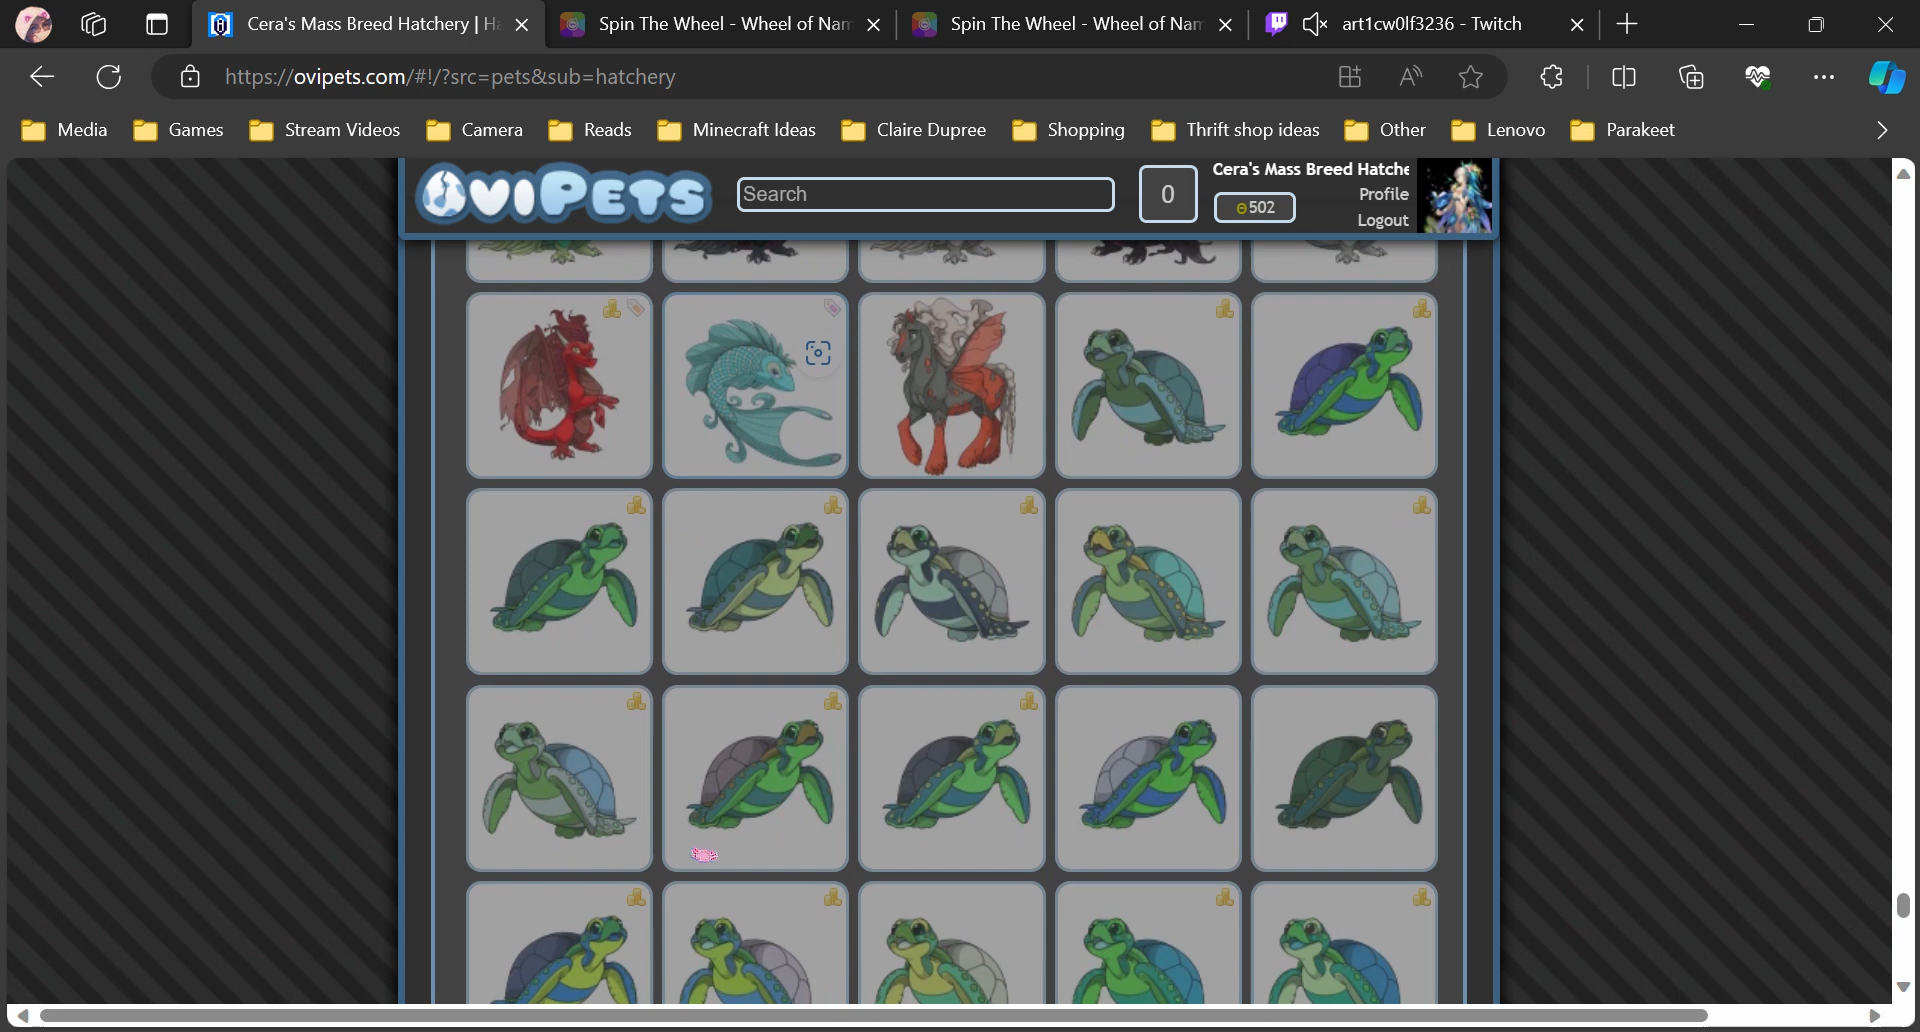 Cera's Mass Breed Hatchery | Ha
Spin The Wheel - Wheel of Nam
Spin The Wheel - Wheel of Nam
art1cw0lf3236 - Twitch
https://ovipets.com/#!/?src=pets&sub=hatchery
Media
Games
Stream Videos
Camera
Reads
Minecraft Ideas
Claire Dupree
Shopping
Thrift shop ideas
Other
Lenovo
Parakeet
OviPets
Search
0
Cera's Mass Breed Hatche
502
Profile
Logout